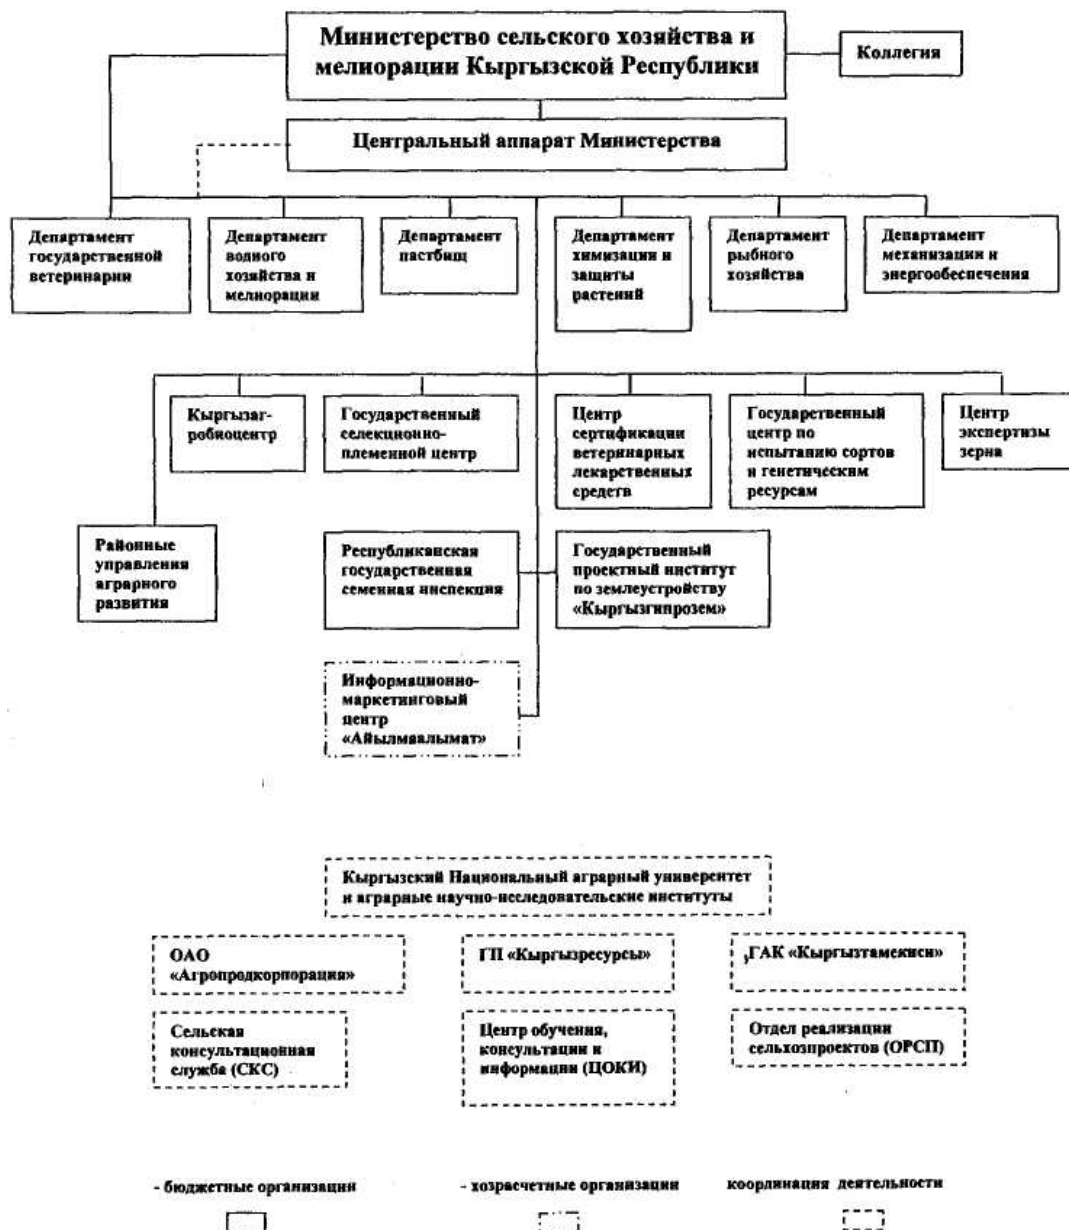 Министерство сельского хозяйства и
мелиорации Кыргызской Республики
Коллегия
Центральный аппарат Министерства
Департамент
государственной
ветеринарии
Департамент
водного
хозяйства и
мелиорации
Департамент
пастбищ
Департамент
химизации и
защиты
растений
Департамент
рыбного
хозяйства
Департамент
механизации и
энергообеспечения
Кыргызаг-
робиоцентр
Государственный
селекционно-
племенной центр
Центр
сертификации
ветеринарных
лекарственных
средств
Государственный
центр по
испытанию сортов
и генетическим
ресурсам
Центр
экспертизы
зерна
Районные
управления
аграрного
развития
Республиканская
государственная
семенная инспекция
Государственный
проектный институт
по землеустройству
«Кыргызгипрозем»
Информационно-
маркетинговый
центр
«Айылмаалымат»
Кыргызский Национальный аграрный университет
и аграрные научно-исследовательские институты
ОАО
«Агропродкорпорация»
ГП «Кыргызресурсы»
ГАК «Кыргызтамекиси»
Сельская
консультационная
служба (СКС)
Центр обучения,
консультации и
информации (ЦОКИ)
Отдел реализации
сельхозпроектов (ОРСП)
- бюджетные организации
- хозрасчетные организации
координация деятельности